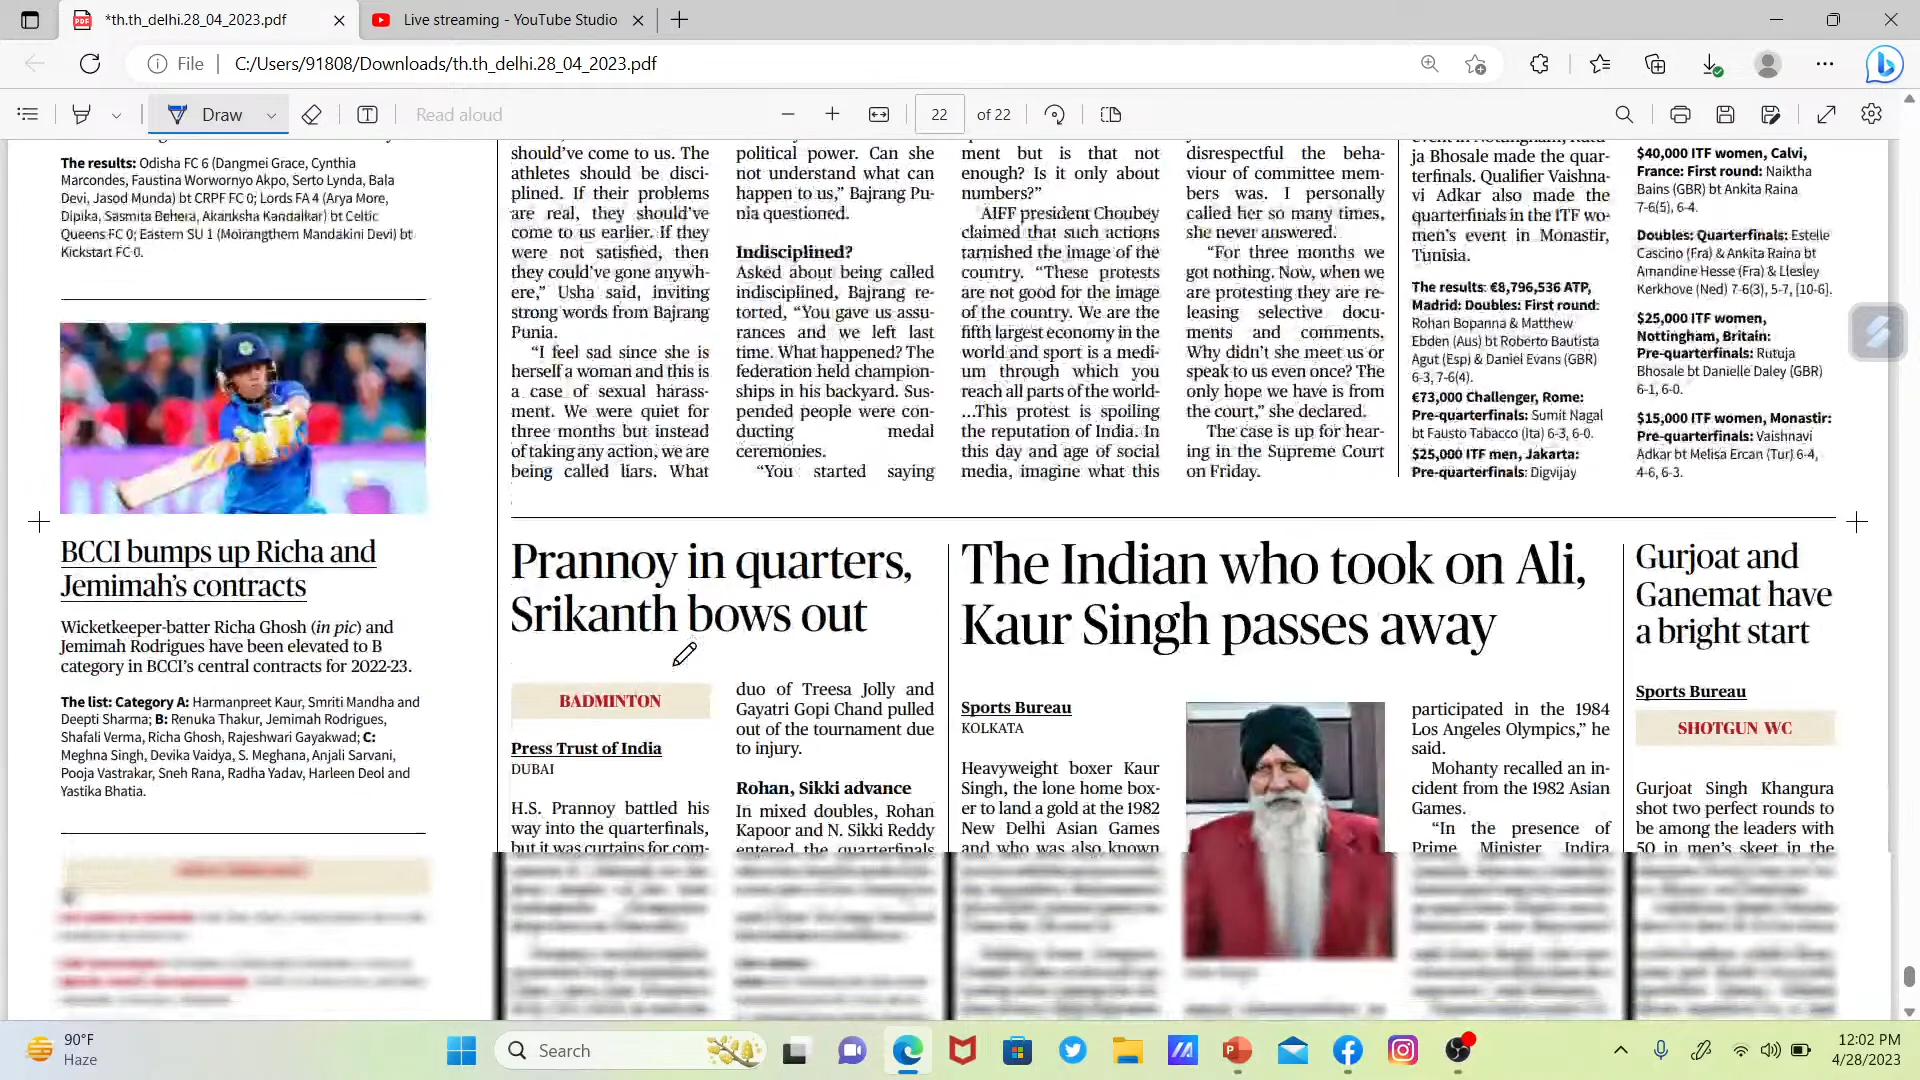 *th.th_delhi.28_04_2023.pdf
Live streaming - YouTube Studio
File
C:/Users/91808/Downloads/th.th_delhi.28_04_2023.pdf
Draw
Read aloud
22
of 22
The results: Odisha FC 6 (Dangmei Grace, Cynthia
Marcondes, Faustina Worwornyo Akpo, Serto Lynda, Bala
Devi, Jasod Munda) bt CRPF FC 0; Lords FA 4 (Arya More,
Dipika, Sasmita Behera, Akanksha Kandalkar) bt Celtic
Queens FC 0; Eastern SU 1 (Moirangthem Mandakini Devi) bt
Kickstart FC 0.
BCCI bumps up Richa and
Jemimah's contracts
Wicketkeeper-batter Richa Ghosh (in pic) and
Jemimah Rodrigues have been elevated to B
category in BCCI's central contracts for 2022-23.
The list: Category A: Harmanpreet Kaur, Smriti Mandha and
Deepti Sharma; B: Renuka Thakur, Jemimah Rodrigues,
Shafali Verma, Richa Ghosh, Rajeshwari Gayakwad; C:
Meghna Singh, Devika Vaidya, S. Meghana, Anjali Sarvani,
Pooja Vastrakar, Sneh Rana, Radha Yadav, Harleen Deol and
Yastika Bhatia.
should've come to us. The
athletes should be disci-
plined. If their problems
are real, they should've
come to us earlier. If they
were not satisfied, then
they could've gone anywh-
ere," Usha said, inviting
strong words from Bajrang
Punia.
"I feel sad since she is
herself a woman and this is
a case of sexual harass-
ment. We were quiet for
three months but instead
of taking any action, we are
being called liars. What
political power. Can she
not understand what can
happen to us," Bajrang Pu-
nia questioned.
Indisciplined?
Asked about being called
indisciplined, Bajrang re-
torted, "You gave us assu-
rances and we left last
time. What happened? The
federation held champion-
ships in his backyard. Sus-
pended people were con-
ducting medal
ceremonies.
"You started saying
ment but is that not
enough? Is it only about
numbers?"
AIFF president Choubey
claimed that such actions
tarnished the image of the
country. "These protests
are not good for the image
of the country. We are the
fifth largest economy in the
world and sport is a medi-
um through which you
reach all parts of the world-
...This protest is spoiling
the reputation of India. In
this day and age of social
media, imagine what this
disrespectful the beha-
viour of committee mem-
bers was. I personally
called her so many times,
she never answered.
"For three months we
got nothing. Now, when we
are protesting they are re-
leasing selective docu-
ments and comments.
Why didn't she meet us or
speak to us even once? The
only hope we have is from
the court," she declared.
The case is up for hear-
ing in the Supreme Court
on Friday.
ja Bhosale made the quar-
terfinals. Qualifier Vaishna-
vi Adkar also made the
quarterfinals in the ITF wo-
men's event in Monastir,
Tunisia.
The results: €8,796,536 ATP,
Madrid: Doubles: First round:
Rohan Bopanna & Matthew
Ebden (Aus) bt Roberto Bautista
Agut (Esp) & Daniel Evans (GBR)
6-3, 7-6(4).
€73,000 Challenger, Rome:
Pre-quarterfinals: Sumit Nagal
bt Fausto Tabacco (Ita) 6-3, 6-0.
$25,000 ITF men, Jakarta:
Pre-quarterfinals: Digvijay
$40,000 ITF women, Calvi,
France: First round: Naiktha
Bains (GBR) bt Ankita Raina
7-6(5), 6-4.
Doubles: Quarterfinals: Estelle
Cascino (Fra) & Ankita Raina bt
Amandine Hesse (Fra) & Llesley
Kerkhove (Ned) 7-6(3), 5-7, [10-6].
$25,000 ITF women,
Nottingham, Britain:
Pre-quarterfinals: Rutuja
Bhosale bt Danielle Daley (GBR)
6-1, 6-0.
$15,000 ITF women, Monastir:
Pre-quarterfinals: Vaishnavi
Adkar bt Melisa Ercan (Tur) 6-4,
4-6, 6-3.
Prannoy in quarters,
Srikanth bows out
BADMINTON
Press Trust of India
DUBAI
H.S. Prannoy battled his
way into the quarterfinals,
but it was curtains for com-
duo of Treesa Jolly and
Gayatri Gopi Chand pulled
out of the tournament due
to injury.
Rohan, Sikki advance
In mixed doubles, Rohan
Kapoor and N. Sikki Reddy
entered the quarterfinals
The Indian who took on Ali,
Kaur Singh passes away
Sports Bureau
KOLKATA
Heavyweight boxer Kaur
Singh, the lone home box-
er to land a gold at the 1982
New Delhi Asian Games
and who was also known
participated in the 1984
Los Angeles Olympics," he
said.
Mohanty recalled an in-
cident from the 1982 Asian
Games.
"In the presence of
Prime Minister Indira
Gurjoat and
Ganemat have
a bright start
Sports Bureau
SHOTGUN WC
Gurjoat Singh Khangura
shot two perfect rounds to
be among the leaders with
50 in men's skeet in the
90°F
Haze
Search
12:02 PM
4/28/2023